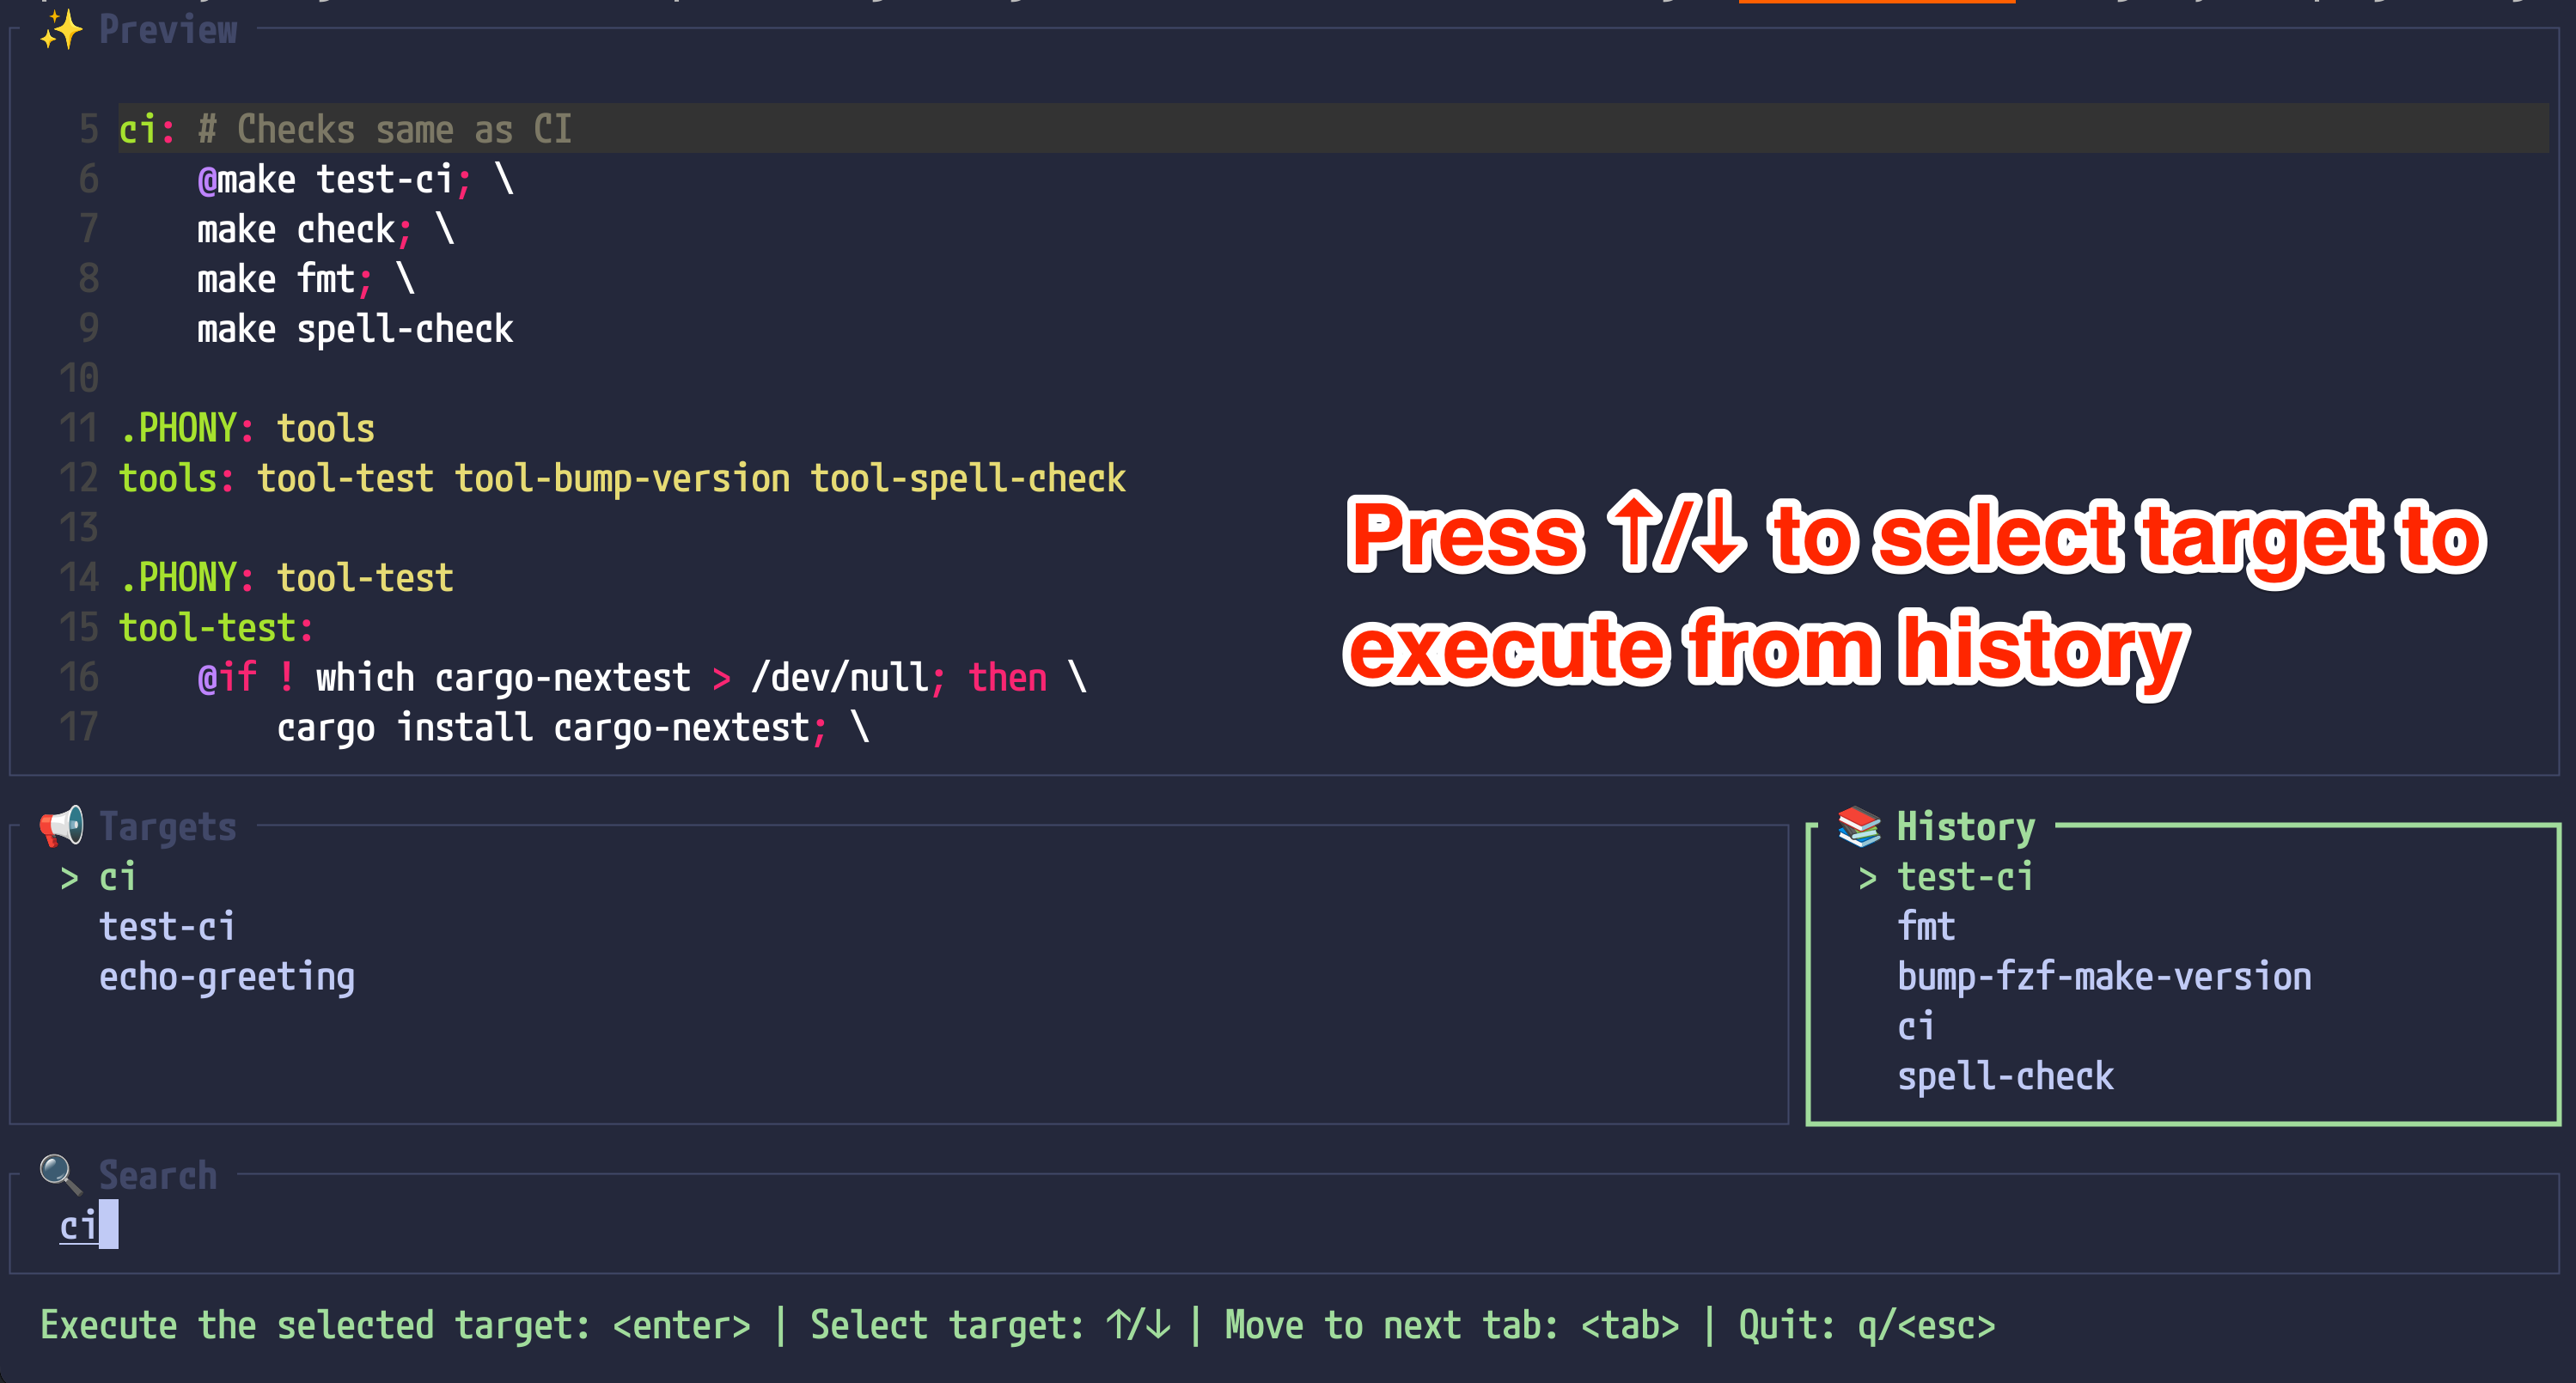 Preview
5 ci: # Checks same as CI
6 @make test-ci; \
7 make check; \
8 make fmt; \
9 make spell-check
10
11 .PHONY: tools
12 tools: tool-test tool-bump-version tool-spell-check
13
14 .PHONY: tool-test
15 tool-test:
16 @if ! which cargo-nextest > /dev/null; then \
17 cargo install cargo-nextest; \
Press ↑/↓ to select target to
execute from history
Targets
> ci
test-ci
echo-greeting
History
> test-ci
fmt
bump-fzf-make-version
ci
spell-check
Search
ci
Execute the selected target: <enter> | Select target: ↑/↓ | Move to next tab: <tab> | Quit: q/<esc>